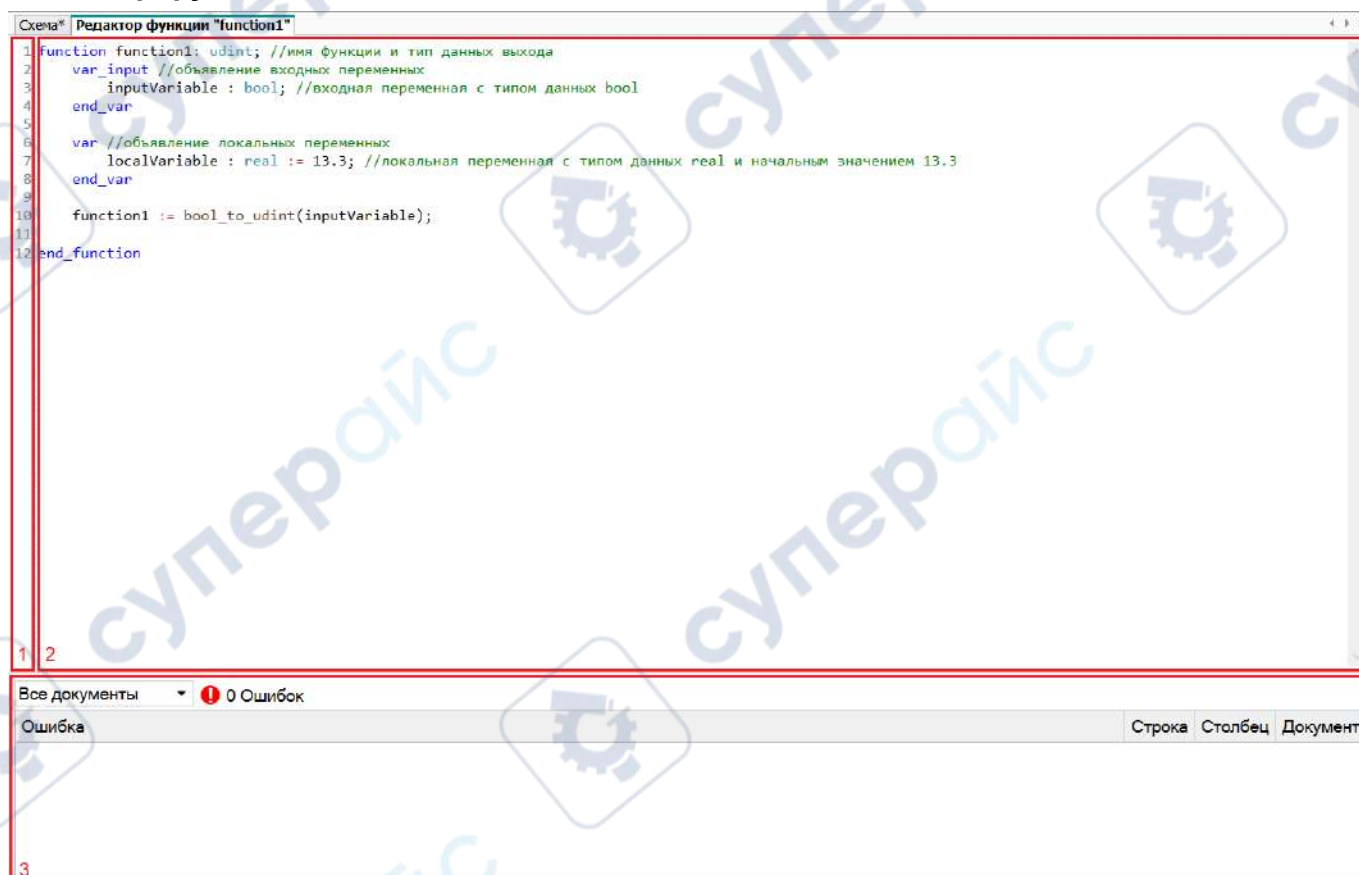 Схема* Редактор функции "function1"
1 function function1: udint; //имя функции и тип данных выхода
2 var_input //объявление входных переменных
3 inputVariable : bool; //входная переменная с типом данных bool
4 end_var
5
6 var //объявление локальных переменных
7 localVariable : real := 13.3; //локальная переменная с типом данных real и начальным значением 13.3
8 end_var
9
10 function1 := bool_to_udint(inputVariable);
11
12 end_function
1 2
Все документы 0 Ошибок
Ошибка Строка Столбец Документ
3
суперайс
суперайс